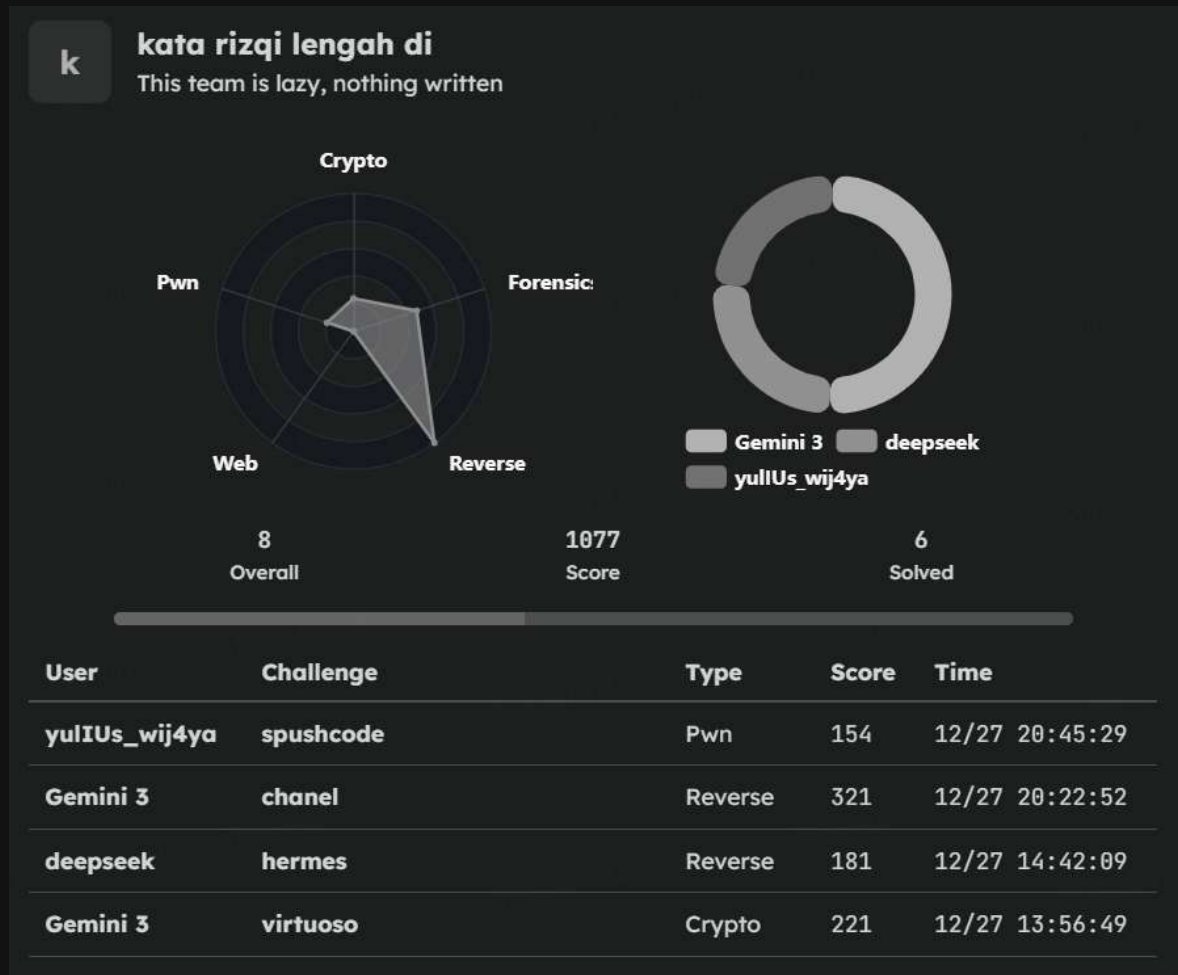 k
kata rizqi lengah di
This team is lazy, nothing written
Crypto
Pwn
Forensics
Web
Reverse
Gemini 3
deepseek
yulIUs_wij4ya
8
Overall
1077
Score
6
Solved
User Challenge Type Score Time
yulIUs_wij4ya spushcode Pwn 154 12/27 20:45:29
Gemini 3 chanel Reverse 321 12/27 20:22:52
deepseek hermes Reverse 181 12/27 14:42:09
Gemini 3 virtuoso Crypto 221 12/27 13:56:49